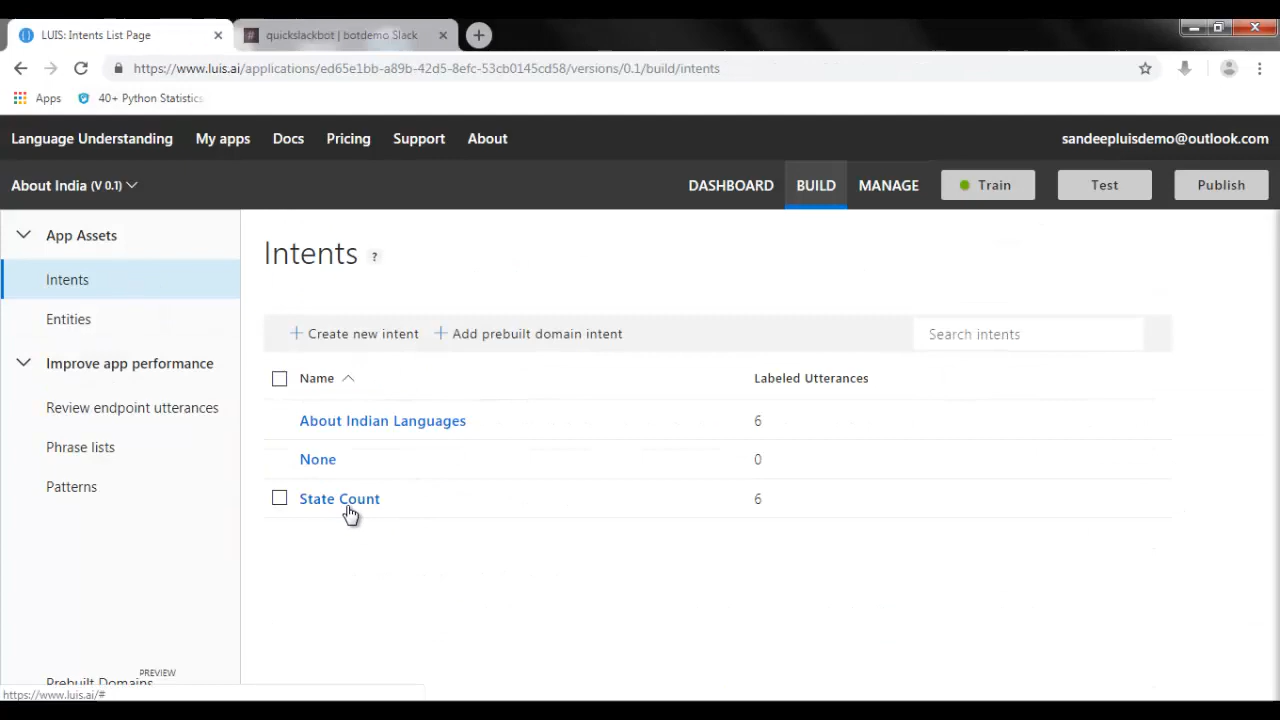 LUIS: Intents List Page
quickslackbot | botdemo Slack
https://www.luis.ai/applications/ed65e1bb-a89b-42d5-8efc-53cb0145cd58/versions/0.1/build/intents
Apps
40+ Python Statistics
Language Understanding
My apps
Docs
Pricing
Support
About
sandeepluisdemo@outlook.com
About India (V 0.1)
DASHBOARD
BUILD
MANAGE
Train
Test
Publish
App Assets
Intents
Entities
Improve app performance
Review endpoint utterances
Phrase lists
Patterns
PREVIEW
Prebuilt Domains
Intents ?
+ Create new intent
+ Add prebuilt domain intent
Search intents
Name
Labeled Utterances
About Indian Languages
6
None
0
State Count
6
https://www.luis.ai/#